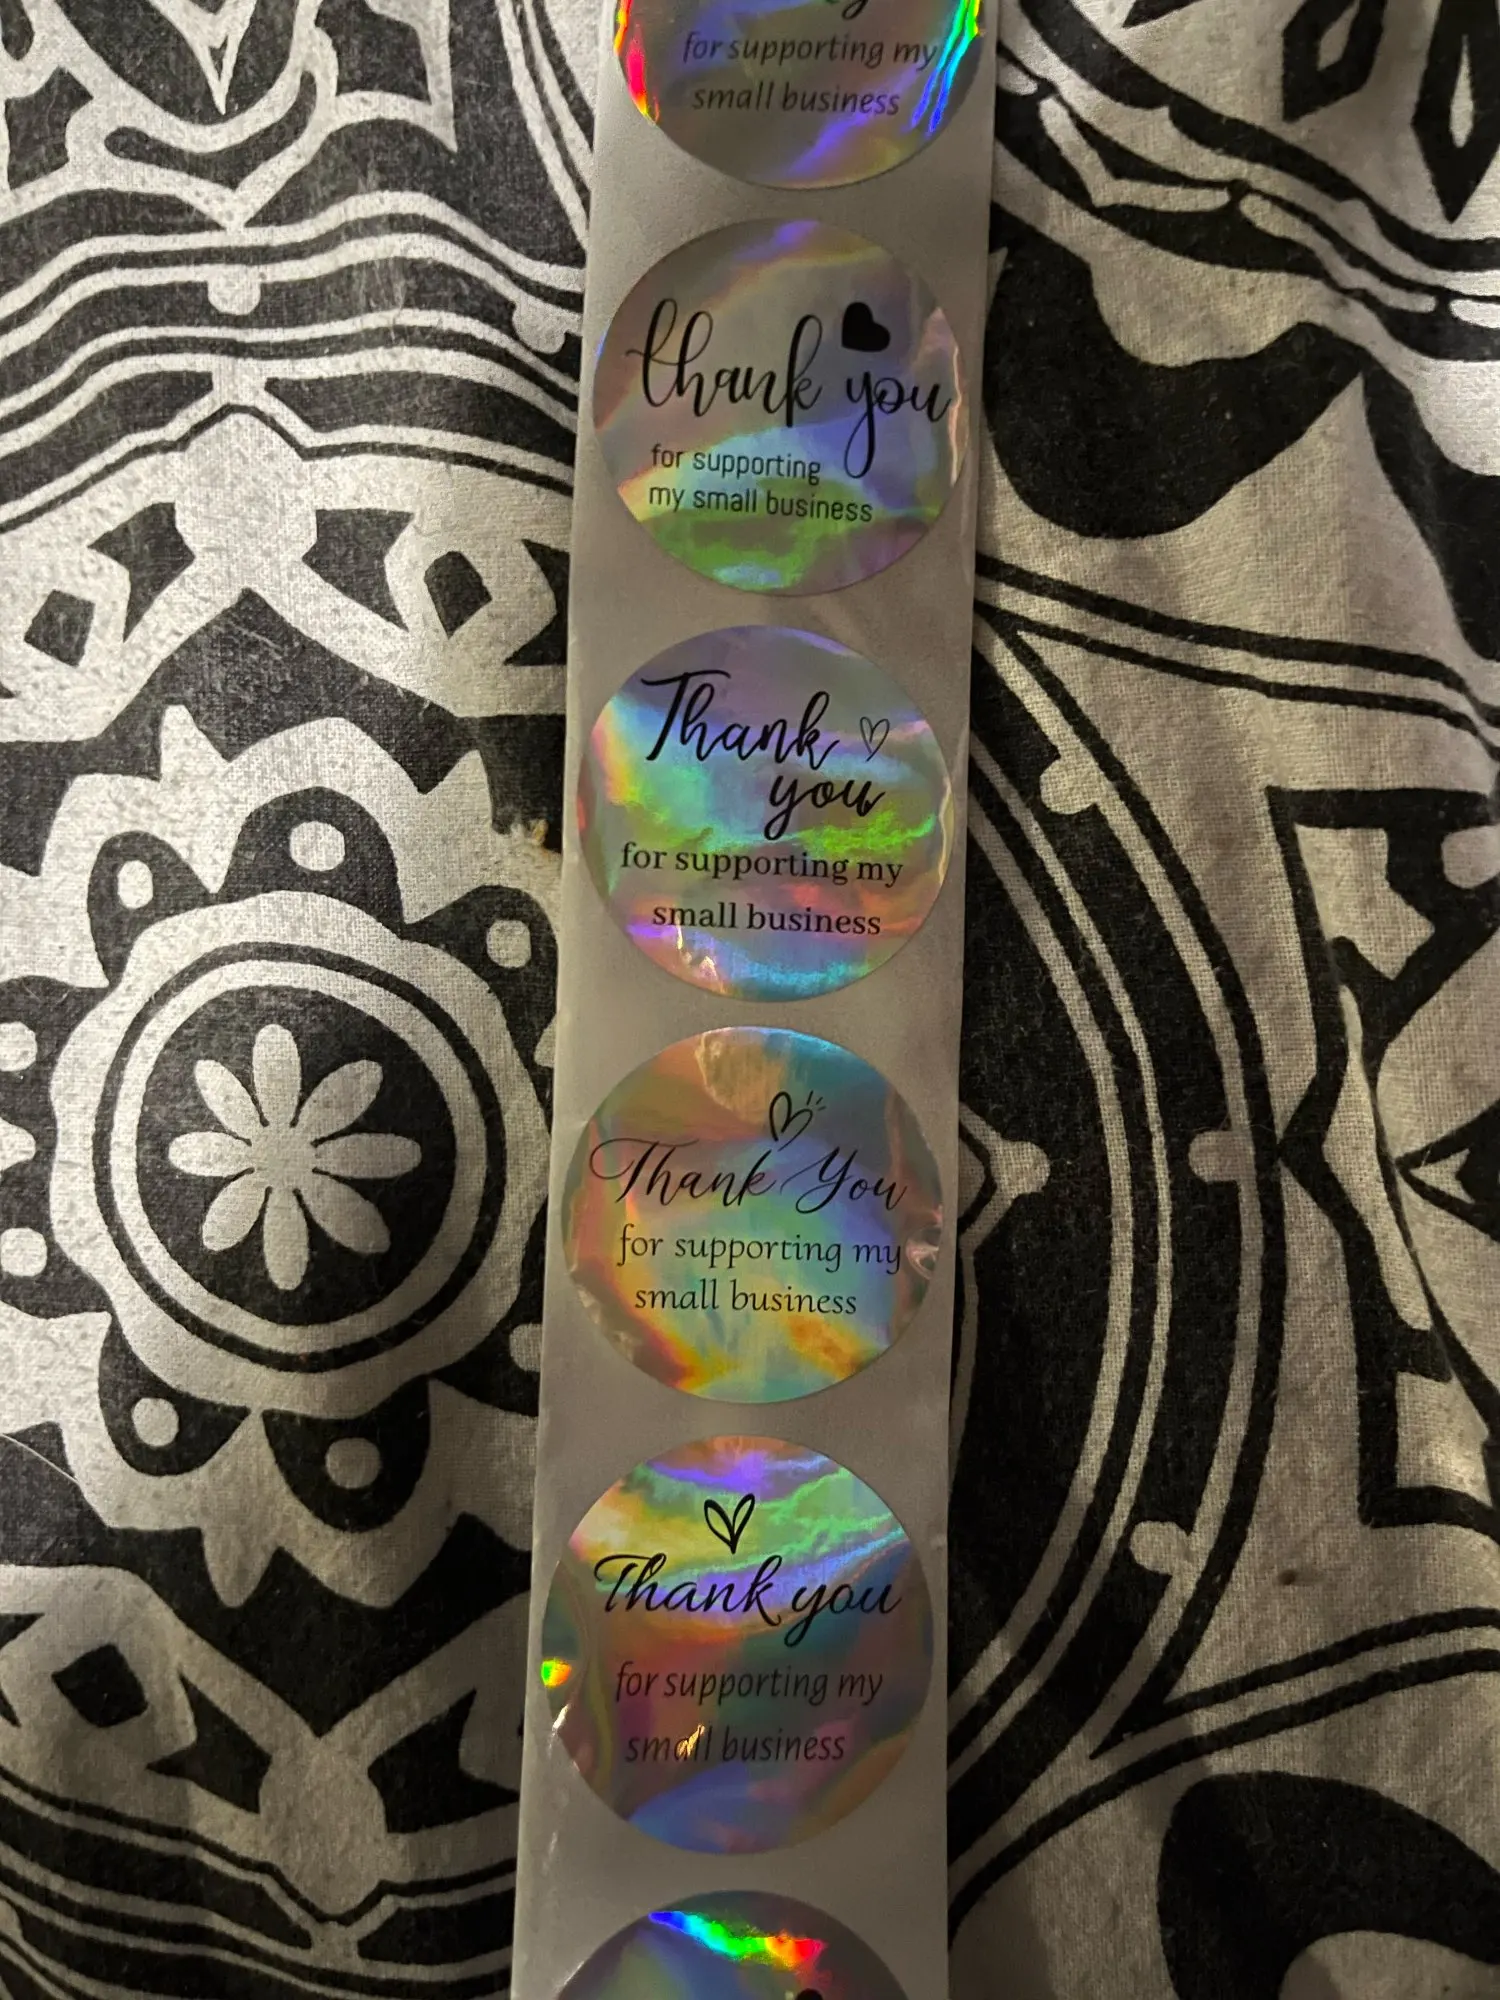 for supporting my
small business
thank you
for supporting
my small business
Thank
you
for supporting my
small business
Thank You
for supporting my
small business
Thank you
for supporting my
small business